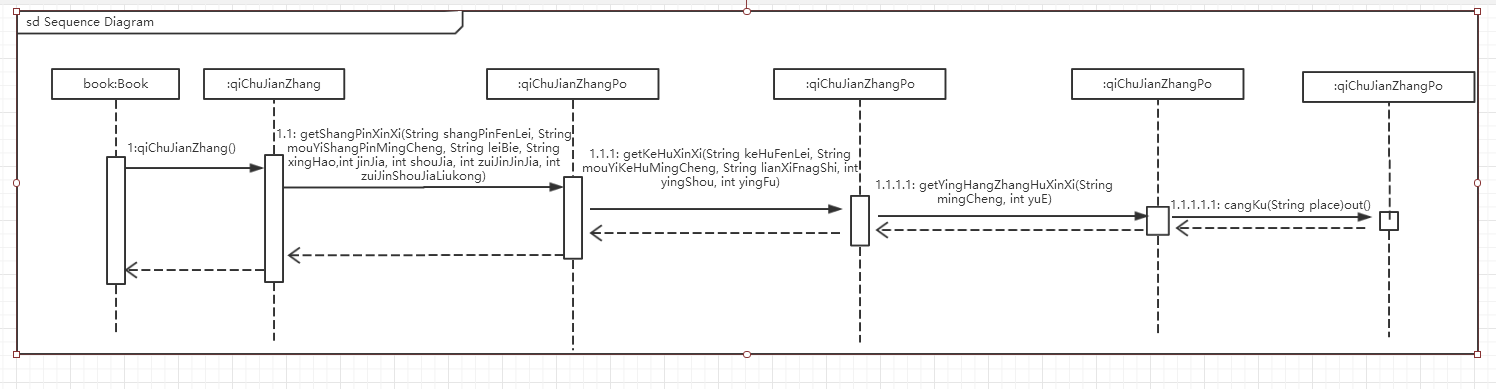 sd Sequence Diagram
book:Book
:qiChuJianZhang
:qiChuJianZhangPo
:qiChuJianZhangPo
:qiChuJianZhangPo
:qiChuJianZhangPo
1:qiChuJianZhang()
1.1: getShangPinXinXi(String shangPinFenLei, String
mouYiShangPinMingCheng, String leiBie, String
xingHao,int jinJia, int shouJia, int zuiJinJinJia, int
zuiJinShouJiaLiukong)
1.1.1: getKeHuXinXi(String keHuFenLei, String
mouYiKeHuMingCheng, String lianXiFnagShi, int
yingShou, int yingFu)
1.1.1.1: getYingHangZhangHuXinXi(String
mingCheng, int yuE)
1.1.1.1.1: cangKu(String place)out()